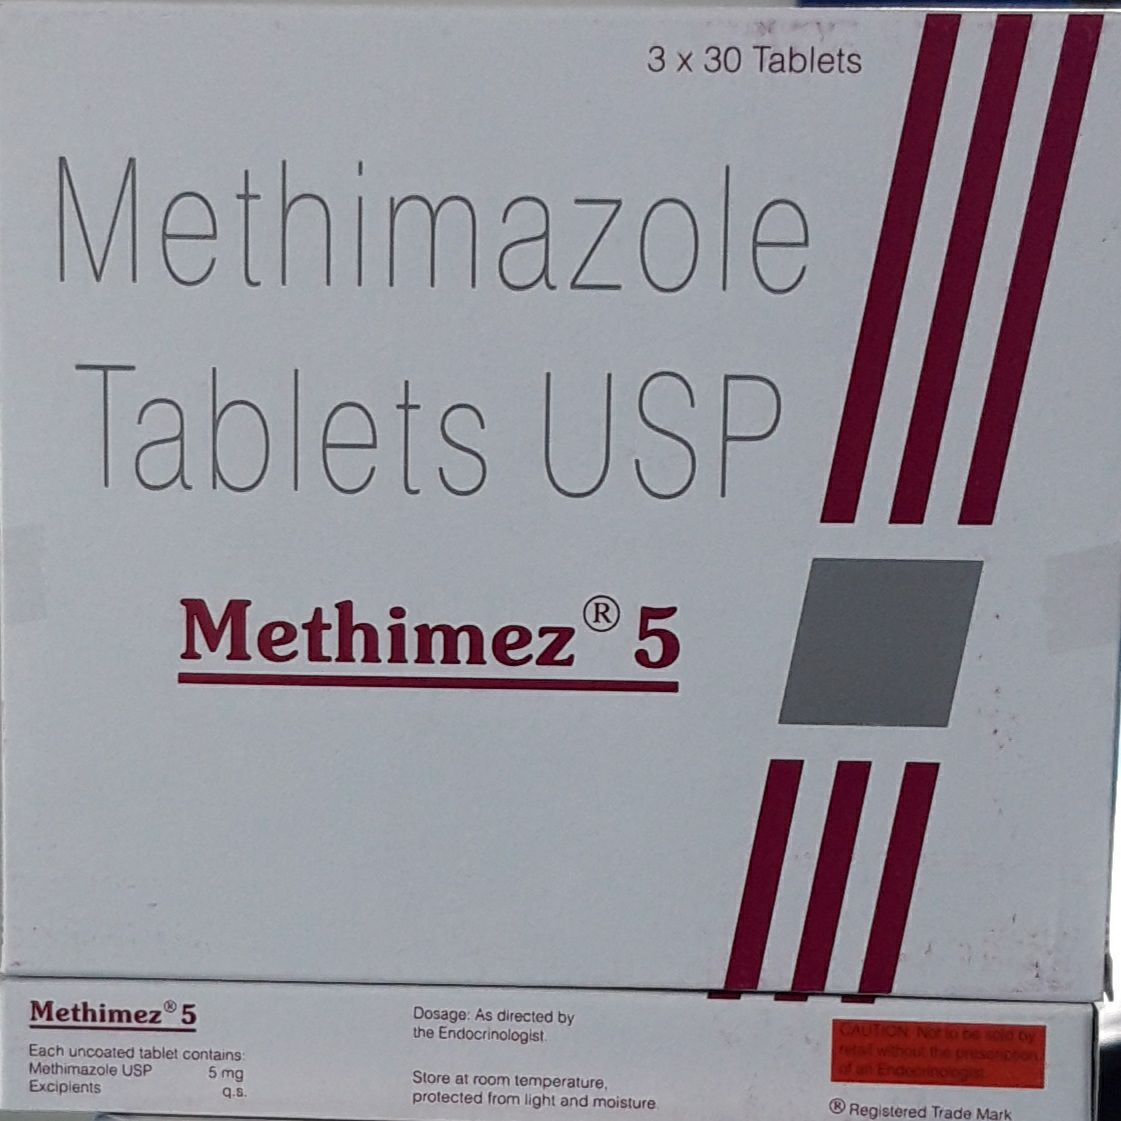 3 x 30 Tablets
Methimazole
Tablets USP
Methimez® 5
Methimez® 5
Each uncoated tablet contains:
Methimazole USP 5 mg
Excipients q.s.
Dosage: As directed by
the Endocrinologist.
Store at room temperature,
protected from light and moisture.
CAUTION: Not to be sold by
retail without the prescription
of an Endocrinologist.
® Registered Trade Mark